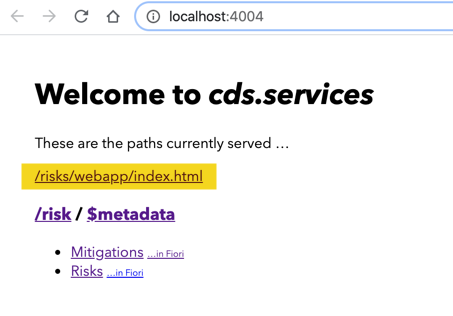 localhost:4004
Welcome to cds.services
These are the paths currently served …
/risks/webapp/index.html
/risk / $metadata
Mitigations ...in Fiori
Risks ...in Fiori